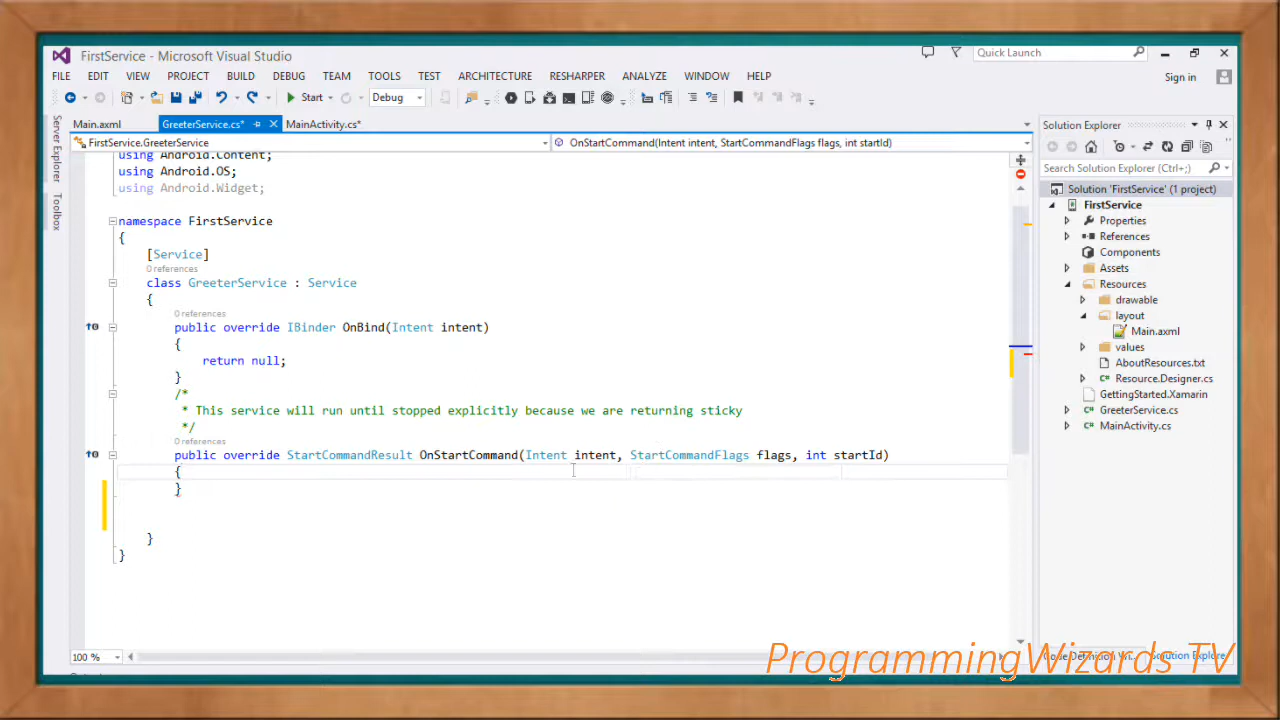 FirstService - Microsoft Visual Studio
Quick Launch
FILE EDIT VIEW PROJECT BUILD DEBUG TEAM TOOLS TEST ARCHITECTURE RESHARPER ANALYZE WINDOW HELP
Sign in
Start Debug
Server Explorer
Toolbox
Main.axml GreeterService.cs* MainActivity.cs*
FirstService.GreeterService OnStartCommand(Intent intent, StartCommandFlags flags, int startId)
using Android.Content;
using Android.OS;
using Android.Widget;
namespace FirstService
{
[Service]
0 references
class GreeterService : Service
{
0 references
public override IBinder OnBind(Intent intent)
{
return null;
}
/*
* This service will run until stopped explicitly because we are returning sticky
*/
0 references
public override StartCommandResult OnStartCommand(Intent intent, StartCommandFlags flags, int startId)
{
}
}
}
100 %
Solution Explorer
Search Solution Explorer (Ctrl+;)
Solution 'FirstService' (1 project)
FirstService
Properties
References
Components
Assets
Resources
drawable
layout
Main.axml
values
AboutResources.txt
Resource.Designer.cs
GettingStarted.Xamarin
GreeterService.cs
MainActivity.cs
ProgrammingWizards TV